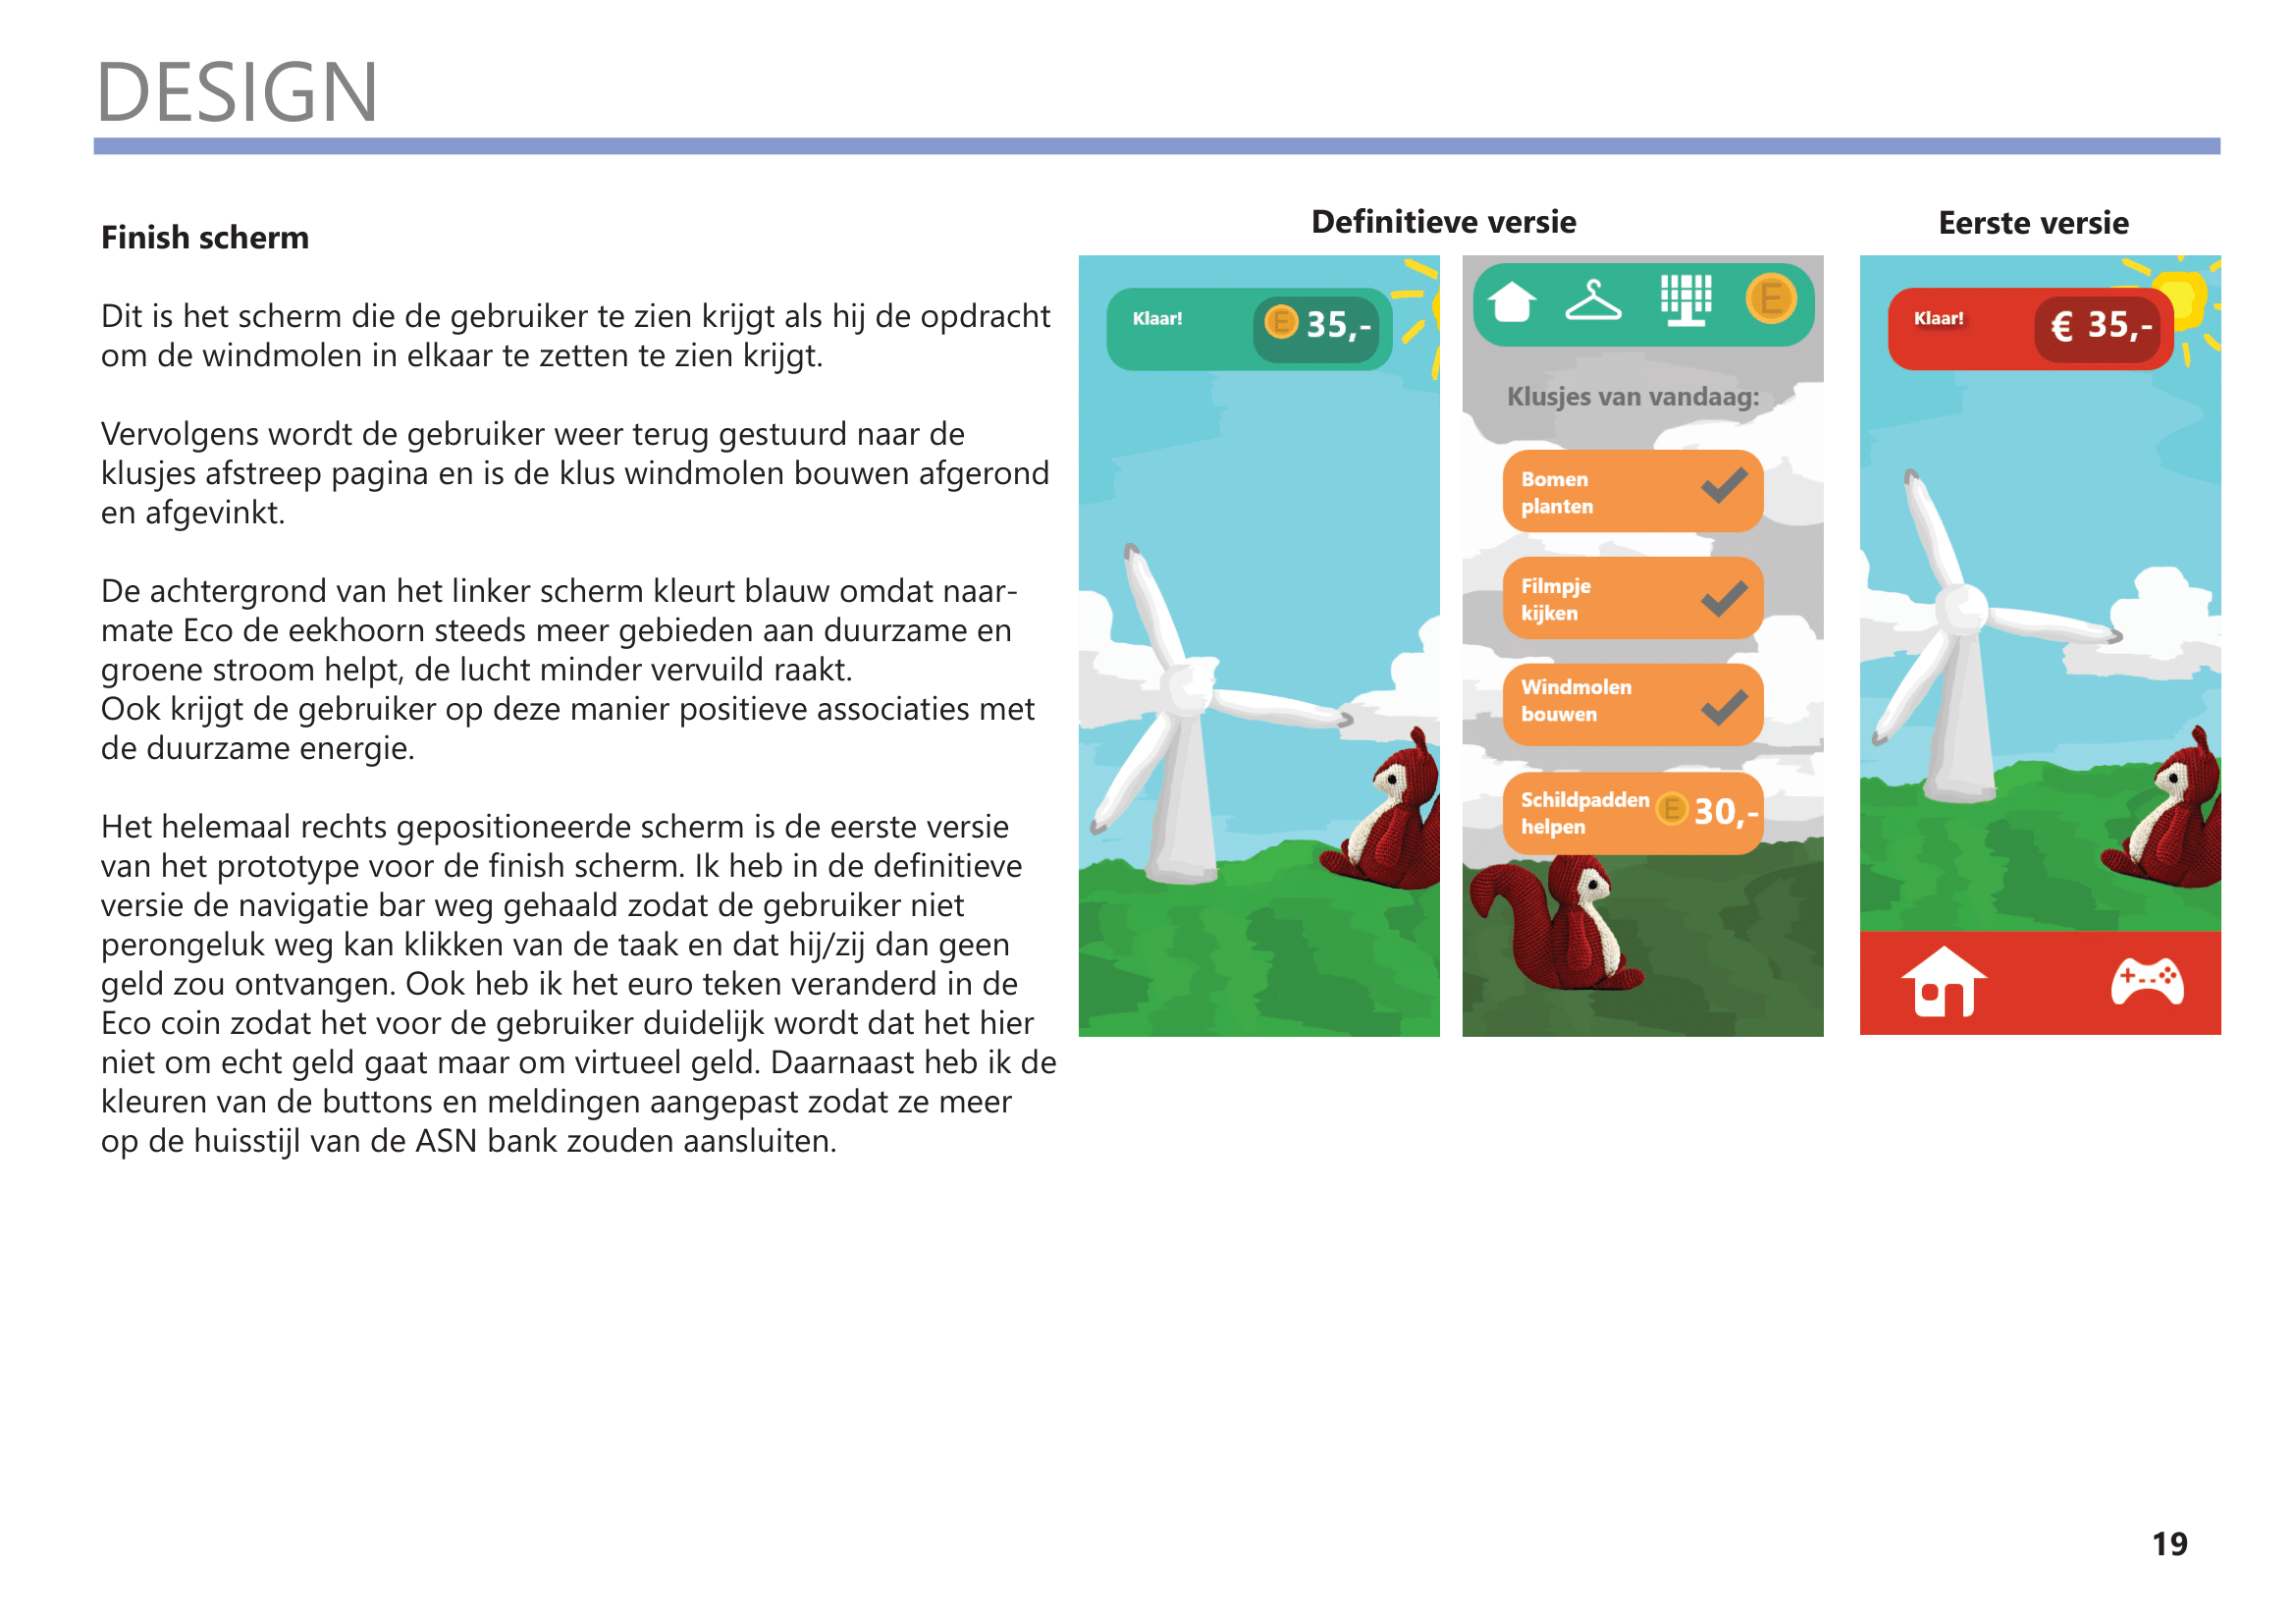 DESIGN
Finish scherm
Dit is het scherm die de gebruiker te zien krijgt als hij de opdracht
om de windmolen in elkaar te zetten te zien krijgt.
Vervolgens wordt de gebruiker weer terug gestuurd naar de
klusjes afstreep pagina en is de klus windmolen bouwen afgerond
en afgevinkt.
De achtergrond van het linker scherm kleurt blauw omdat naar-
mate Eco de eekhoorn steeds meer gebieden aan duurzame en
groene stroom helpt, de lucht minder vervuild raakt.
Ook krijgt de gebruiker op deze manier positieve associaties met
de duurzame energie.
Het helemaal rechts gepositioneerde scherm is de eerste versie
van het prototype voor de finish scherm. Ik heb in de definitieve
versie de navigatie bar weg gehaald zodat de gebruiker niet
perongeluk weg kan klikken van de taak en dat hij/zij dan geen
geld zou ontvangen. Ook heb ik het euro teken veranderd in de
Eco coin zodat het voor de gebruiker duidelijk wordt dat het hier
niet om echt geld gaat maar om virtueel geld. Daarnaast heb ik de
kleuren van de buttons en meldingen aangepast zodat ze meer
op de huisstijl van de ASN bank zouden aansluiten.
Definitieve versie
Klaar!
E 35,-
E
Klusjes van vandaag:
Bomen
planten
Filmpje
kijken
Windmolen
bouwen
Schildpadden
helpen
E 30,-
Eerste versie
Klaar!
€ 35,-
19